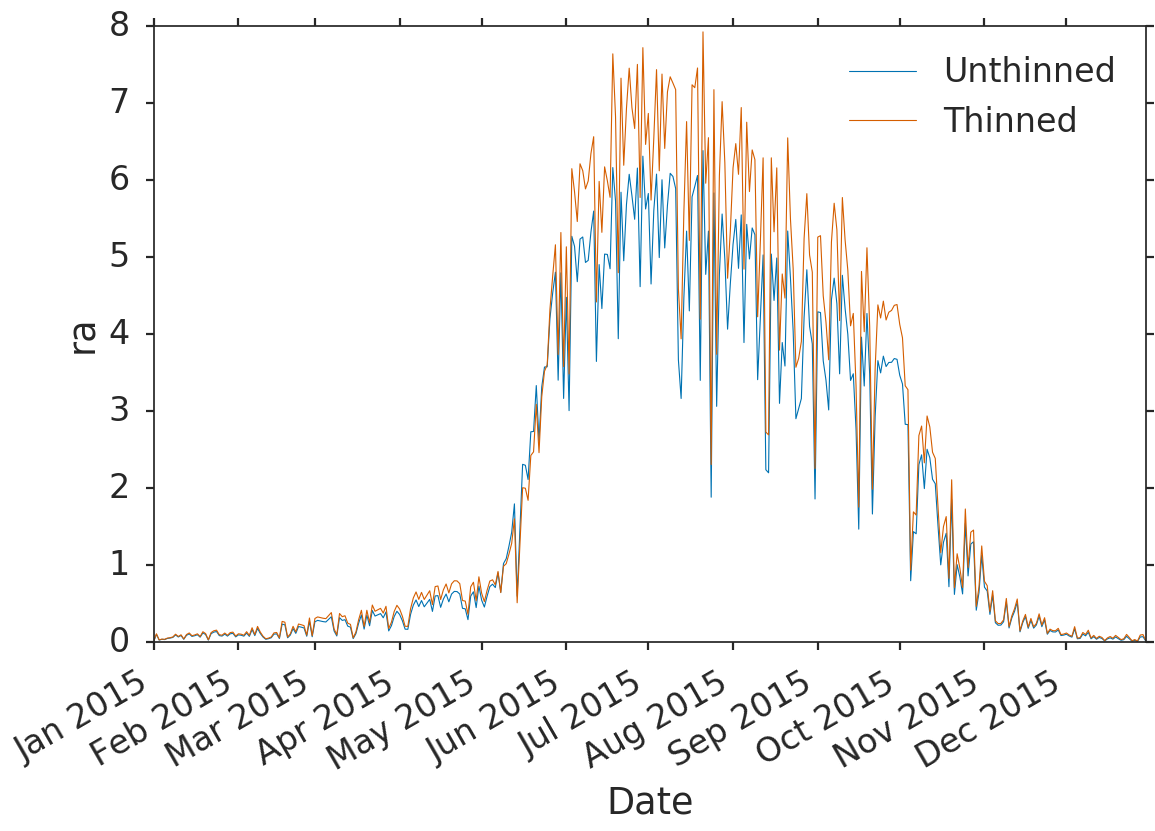 8
7
6
5
4
3
2
1
0
ra
Unthinned
Thinned
Jan 2015
Feb 2015
Mar 2015
Apr 2015
May 2015
Jun 2015
Jul 2015
Aug 2015
Sep 2015
Oct 2015
Nov 2015
Dec 2015
Date